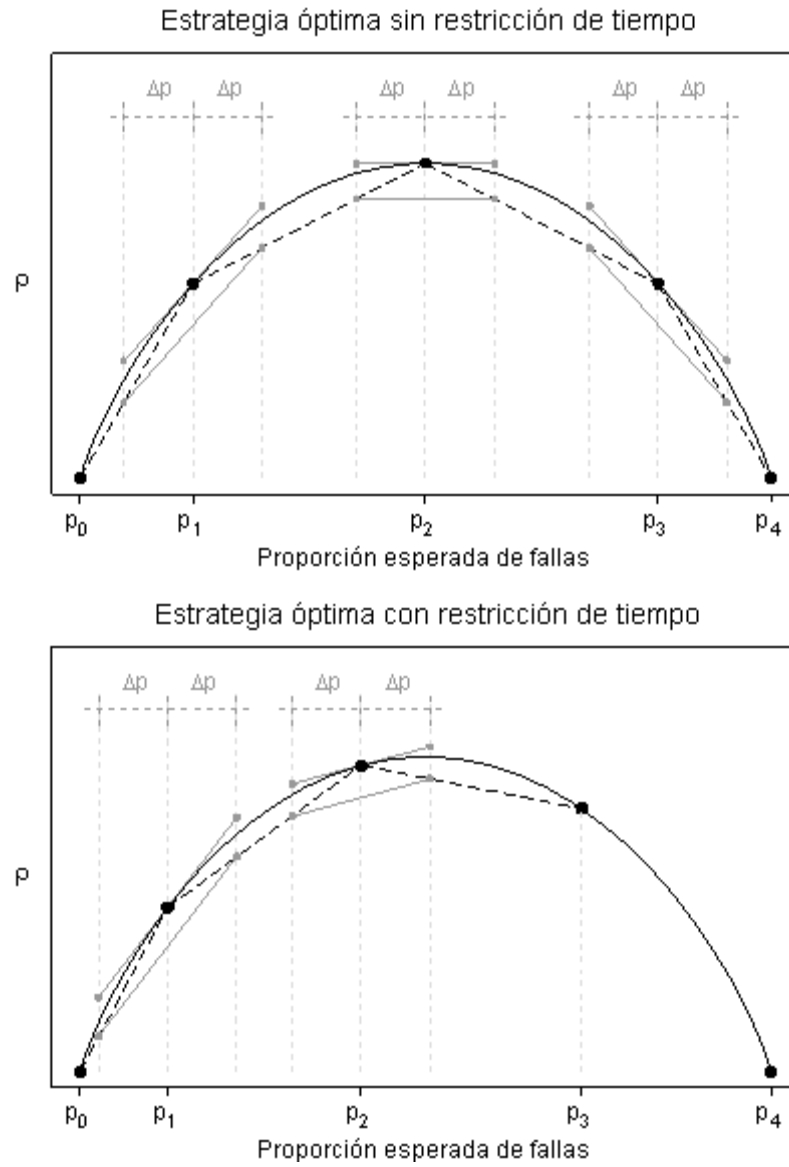 Estrategia óptima sin restricción de tiempo
Δp Δp Δp Δp Δp Δp
ρ
p0 p1 p2 p3 p4
Proporción esperada de fallas
Estrategia óptima con restricción de tiempo
Δp Δp Δp Δp
ρ
p0 p1 p2 p3 p4
Proporción esperada de fallas